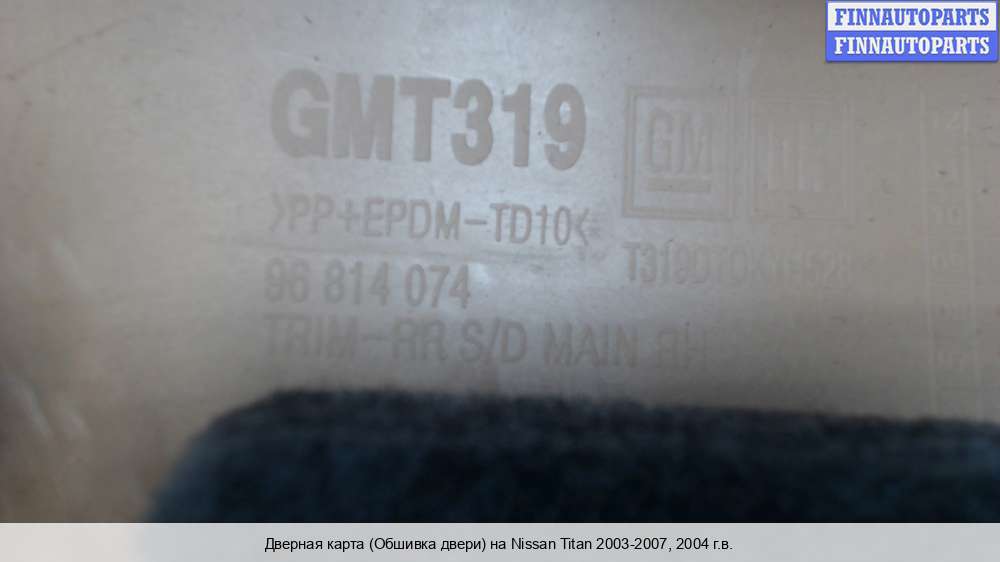 FINNAUTOPARTS
FINNAUTOPARTS
GMT319
GM
>PP+EPDM-TD10<
96 814 074
TRIM-RR S/D MAIN RH
Дверная карта (Обшивка двери) на Nissan Titan 2003-2007, 2004 г.в.